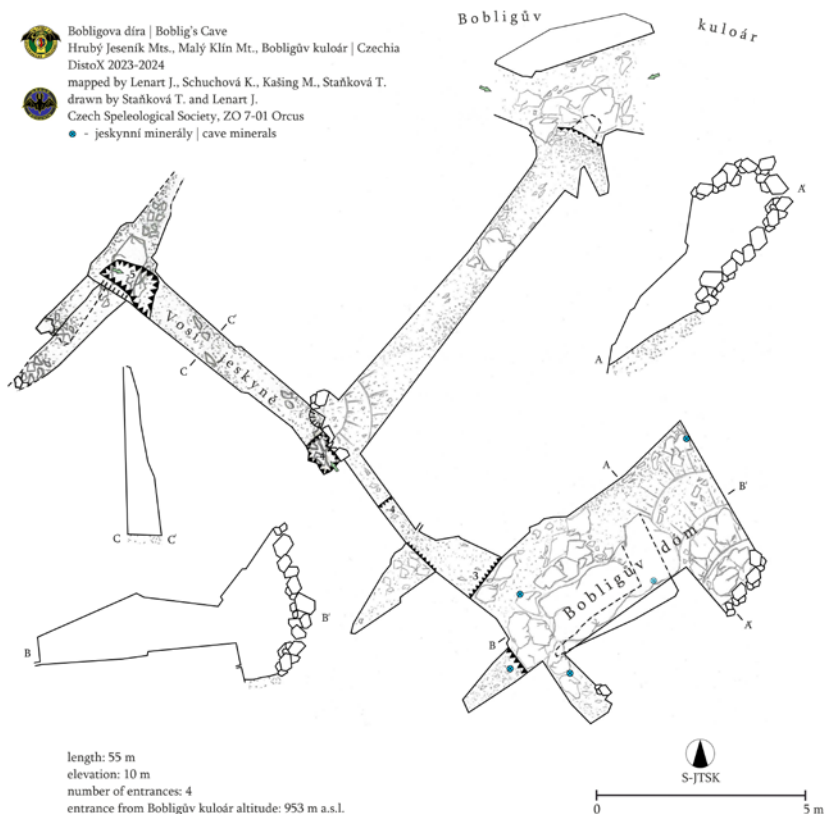 Bobligova díra | Boblig's Cave
Hrubý Jeseník Mts., Malý Klín Mt., Bobligův kuloár | Czechia
DistoX 2023-2024
mapped by Lenart J., Schuchová K., Kašing M., Staňková T.
drawn by Staňková T. and Lenart J.
Czech Speleological Society, ZO 7-01 Orcus
- jeskynní minerály | cave minerals
Bobligův kuloár
A'
A
5
Vosí jeskyně
C'
C
C C'
4
3
A
B'
Bobligův dóm
A'
B
B'
B
length: 55 m
elevation: 10 m
number of entrances: 4
entrance from Bobligův kuloár altitude: 953 m a.s.l.
S-JTSK
0 5 m